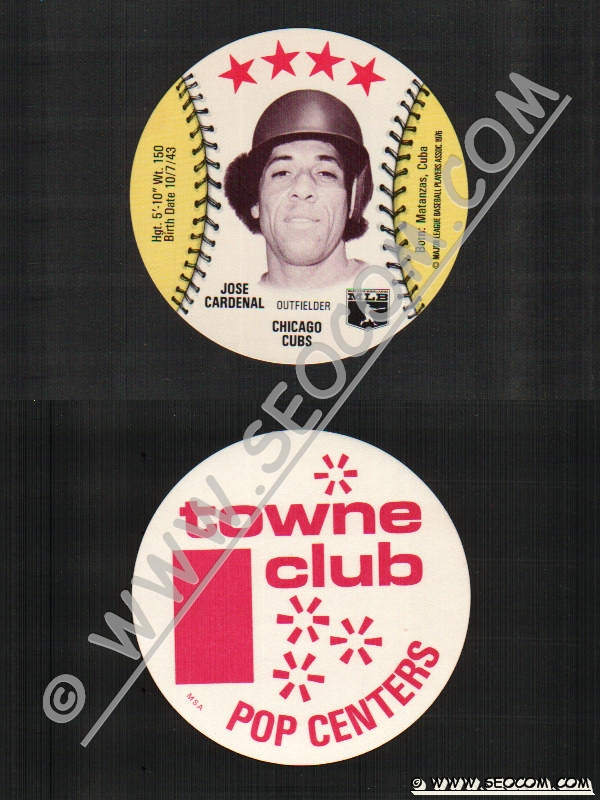 Hgt. 5'-10" Wt. 150
Birth Date 10/7/43
JOSE
CARDENAL
OUTFIELDER
CHICAGO
CUBS
MLB
Born: Matanzas, Cuba
© MAJOR LEAGUE BASEBALL PLAYERS ASSOC. 1976
© WWW.SEOCOM.COM
towne
club
POP CENTERS
MSA
© WWW.SEOCOM.COM